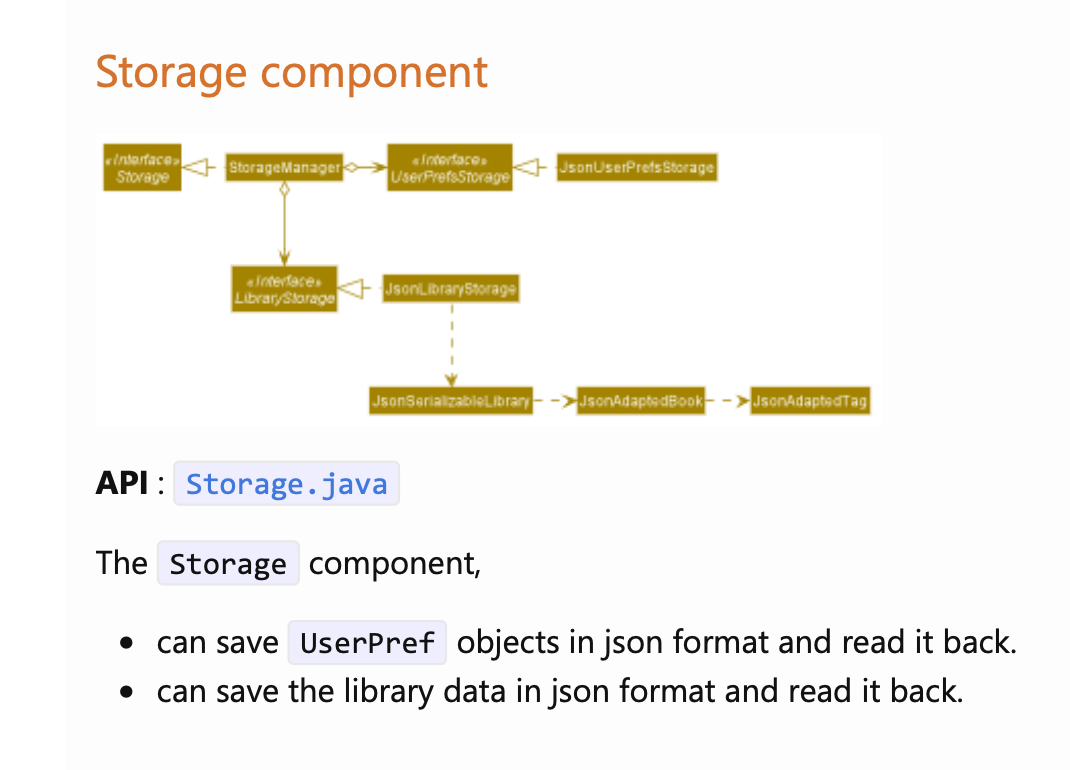 Storage component
«Interface»
Storage
StorageManager
«Interface»
UserPrefsStorage
JsonUserPrefsStorage
«Interface»
LibraryStorage
JsonLibraryStorage
JsonSerializableLibrary
JsonAdaptedBook
JsonAdaptedTag
API : Storage.java
The Storage component,
• can save UserPref objects in json format and read it back.
• can save the library data in json format and read it back.